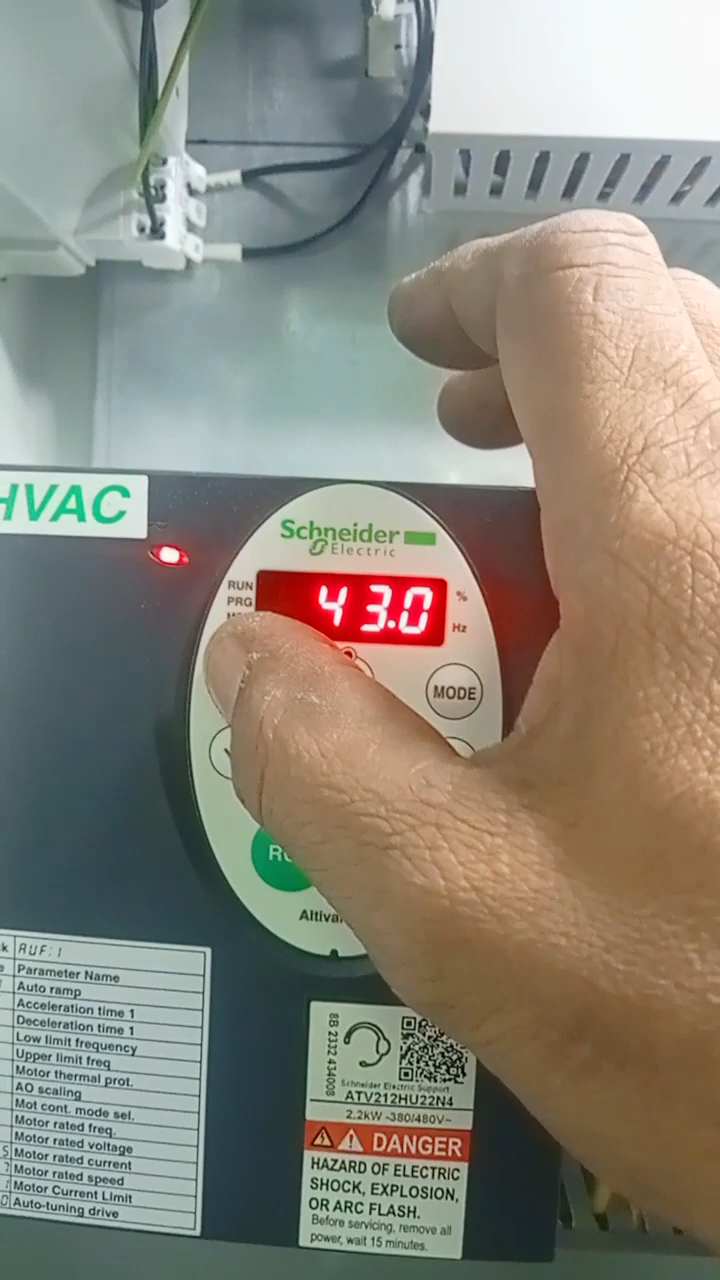 HVAC
Schneider
Electric
RUN
PRG
43.0
%
Hz
MODE
Parameter Name
Auto ramp
Acceleration time 1
Deceleration time 1
Low limit frequency
Upper limit freq
Motor thermal prot.
AO scaling
Mot cont. mode sel.
Motor rated freq.
Motor rated voltage
Motor rated current
Motor rated speed
Motor Current Limit
Auto-tuning drive
8B 2332 434008
Schneider Electric Support
ATV212HU22N4
2.2kW -380/480V~
DANGER
HAZARD OF ELECTRIC
SHOCK, EXPLOSION,
OR ARC FLASH.
Before servicing, remove all
power, wait 15 minutes.